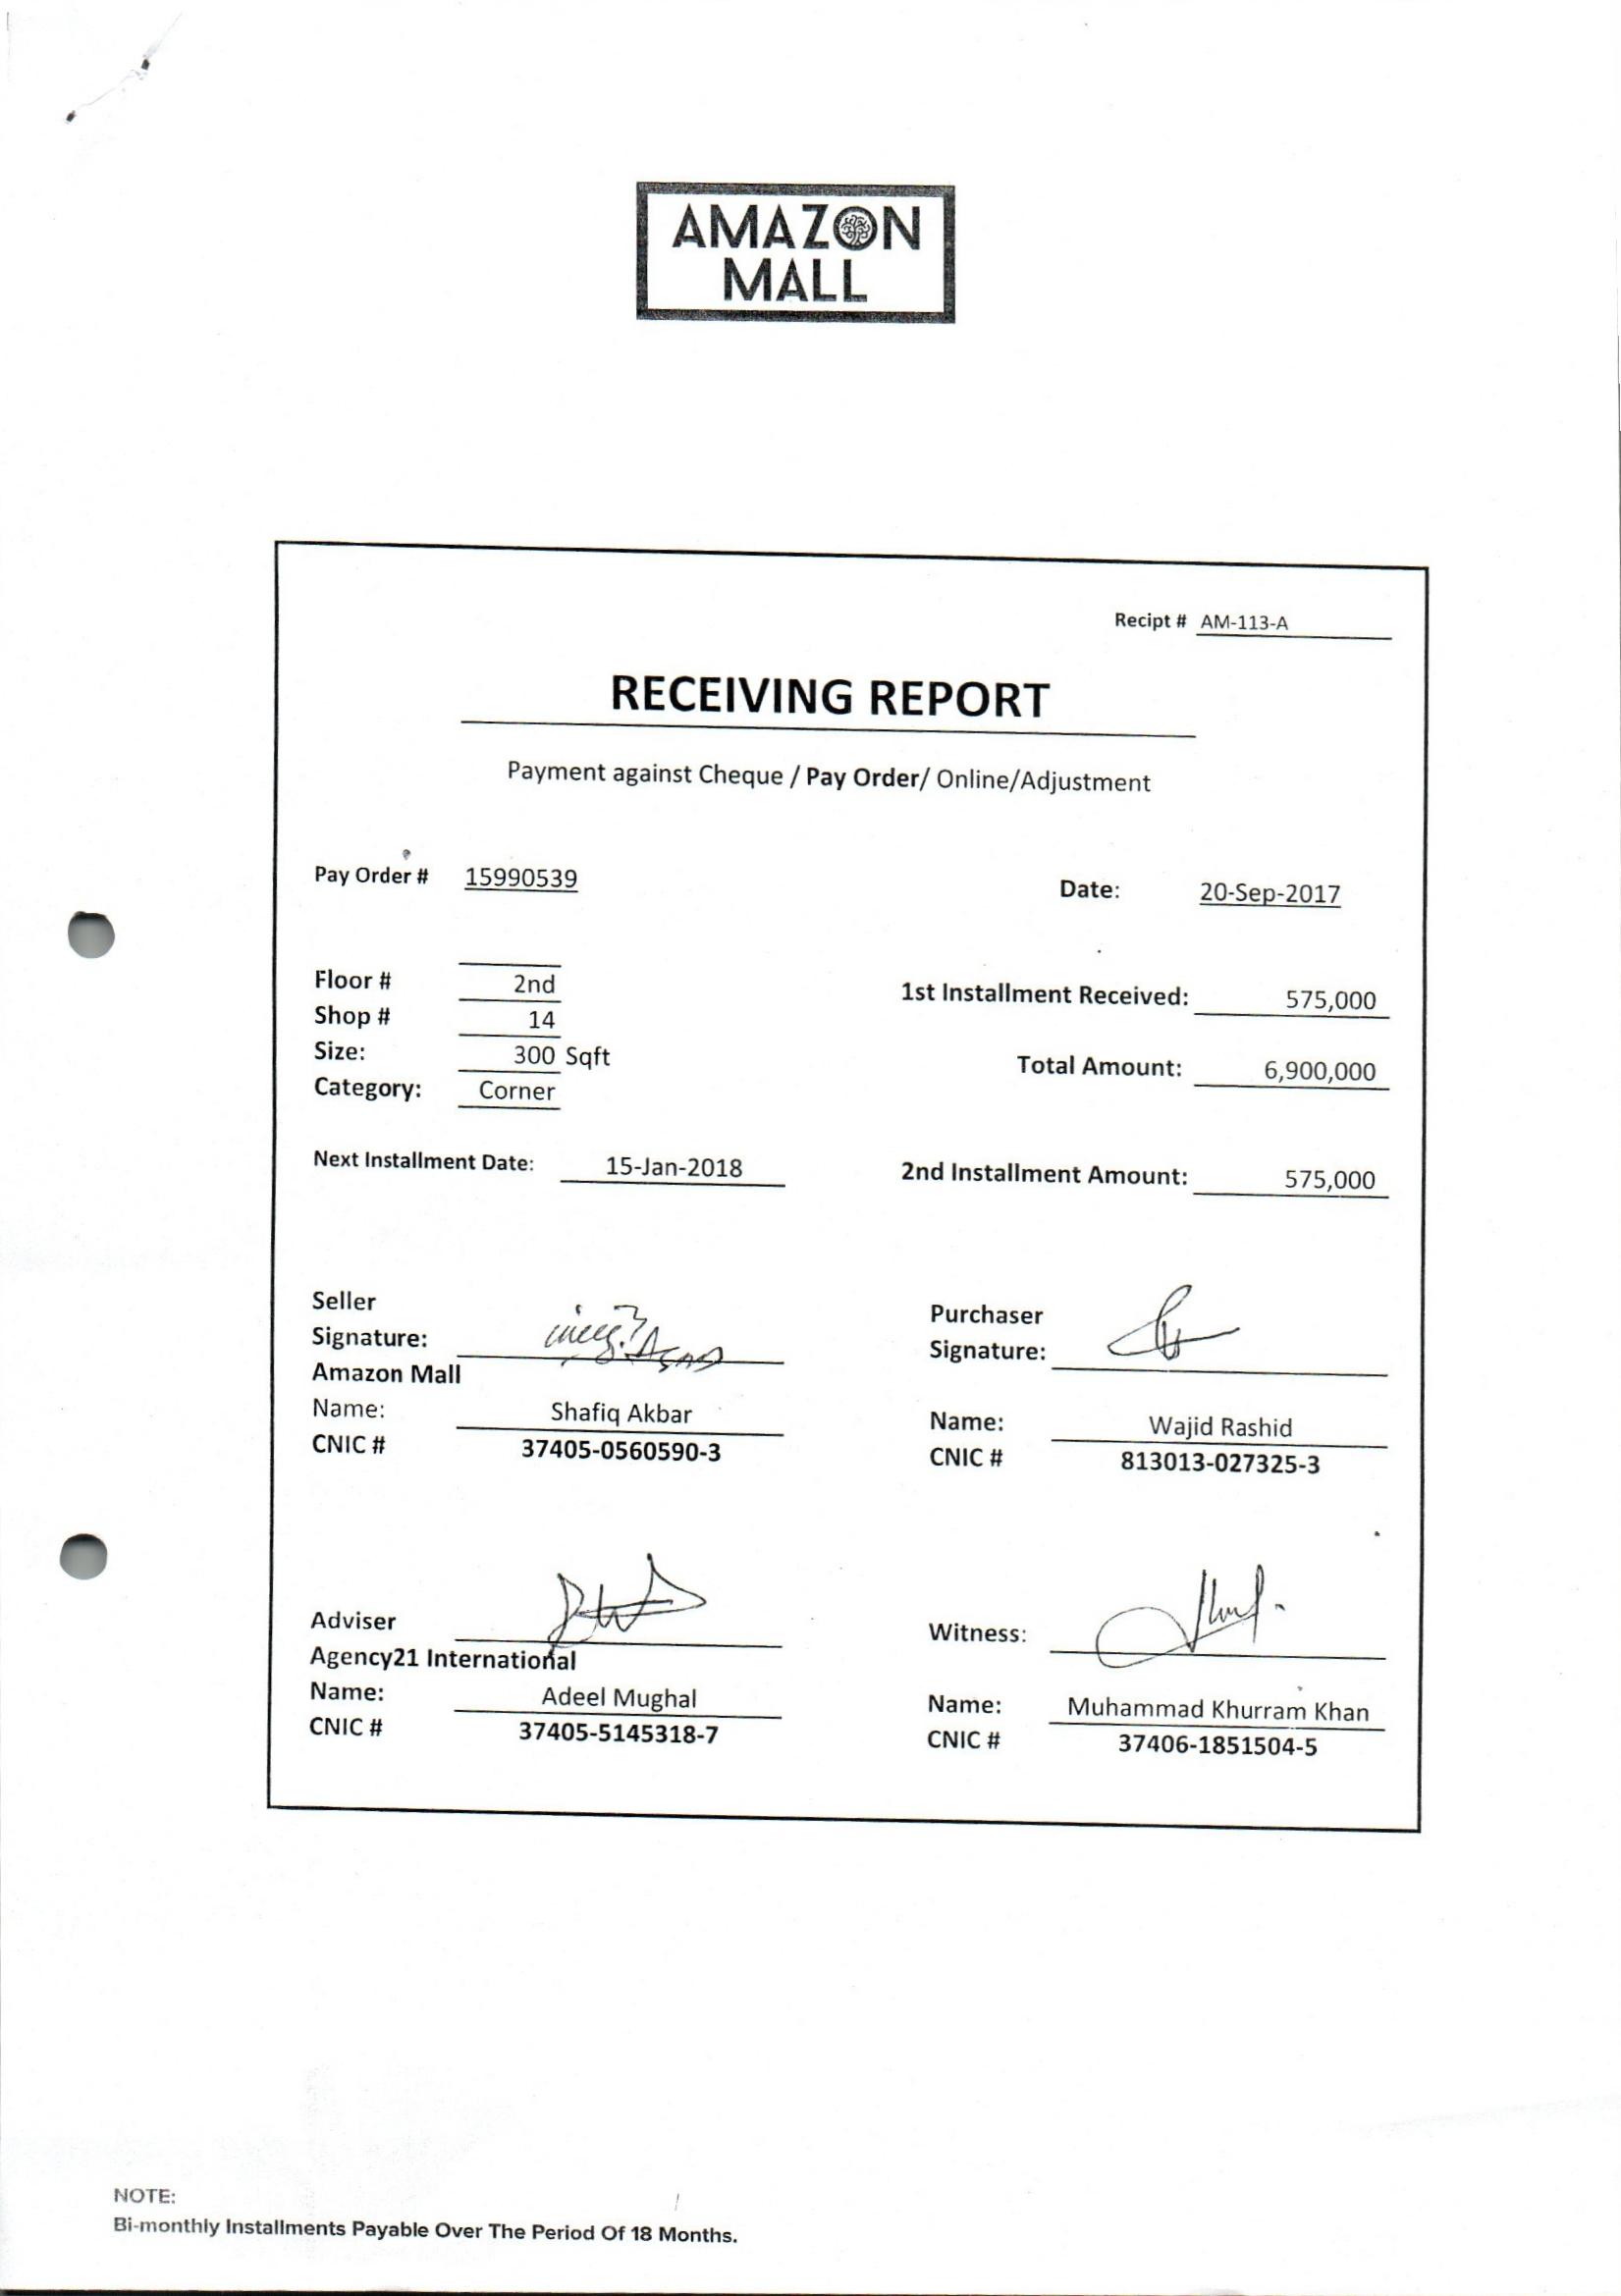 AMAZON
MALL
Recipt # AM-113-A
RECEIVING REPORT
Payment against Cheque / Pay Order/ Online/Adjustment
Pay Order # 15990539
Date: 20-Sep-2017
Floor # 2nd
Shop # 14
Size: 300 Sqft
Category: Corner
1st Installment Received: 575,000
Total Amount: 6,900,000
Next Installment Date: 15-Jan-2018
2nd Installment Amount: 575,000
Seller
Signature:
Amazon Mall
Name: Shafiq Akbar
CNIC # 37405-0560590-3
Purchaser
Signature:
Name: Wajid Rashid
CNIC # 813013-027325-3
Adviser
Agency21 International
Name: Adeel Mughal
CNIC # 37405-5145318-7
Witness:
Name: Muhammad Khurram Khan
CNIC # 37406-1851504-5
NOTE:
Bi-monthly Installments Payable Over The Period Of 18 Months.